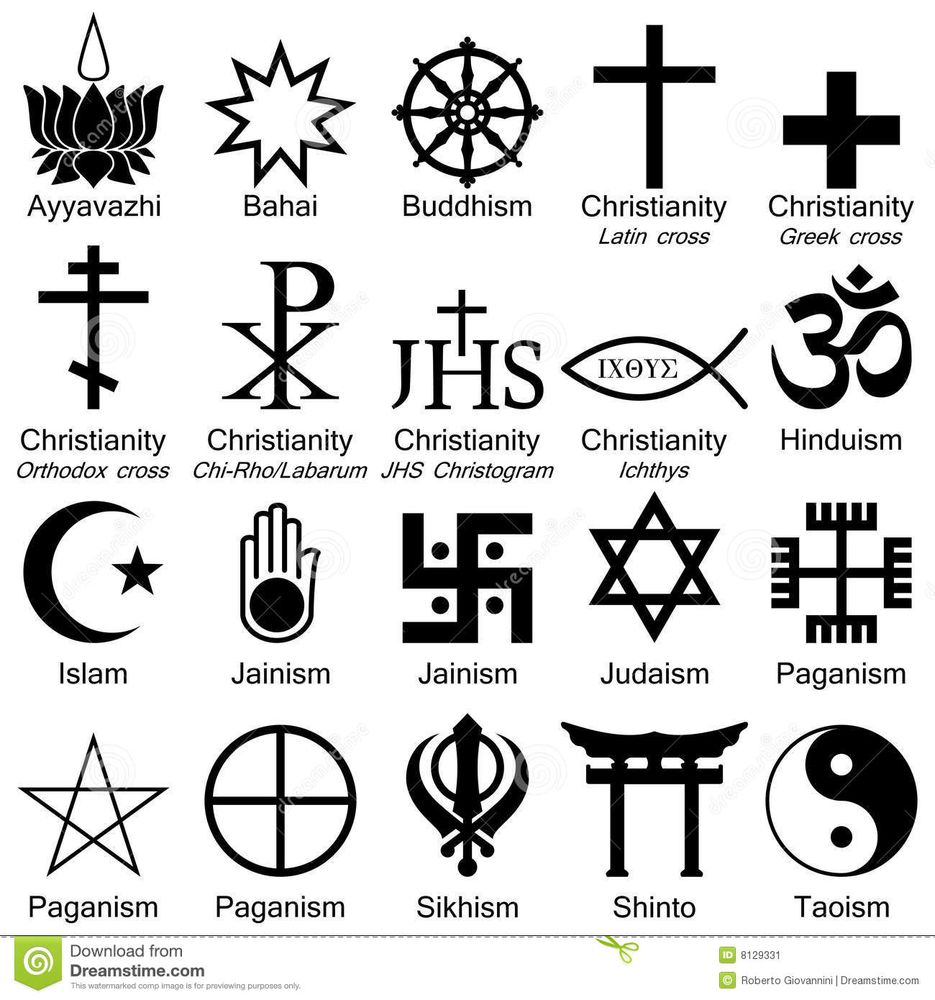 Ayyavazhi
Bahai
Buddhism
Christianity
Latin cross
Christianity
Greek cross
ΙΧΘΥΣ
Christianity
Orthodox cross
Christianity
Chi-Rho/Labarum
JHS
Christianity
JHS Christogram
Christianity
Ichthys
Hinduism
Islam
Jainism
Jainism
Judaism
Paganism
Paganism
Paganism
Sikhism
Shinto
Taoism
Download from
Dreamstime.com
This watermarked comp image is for previewing purposes only.
ID 8129331
© Roberto Giovannini | Dreamstime.com